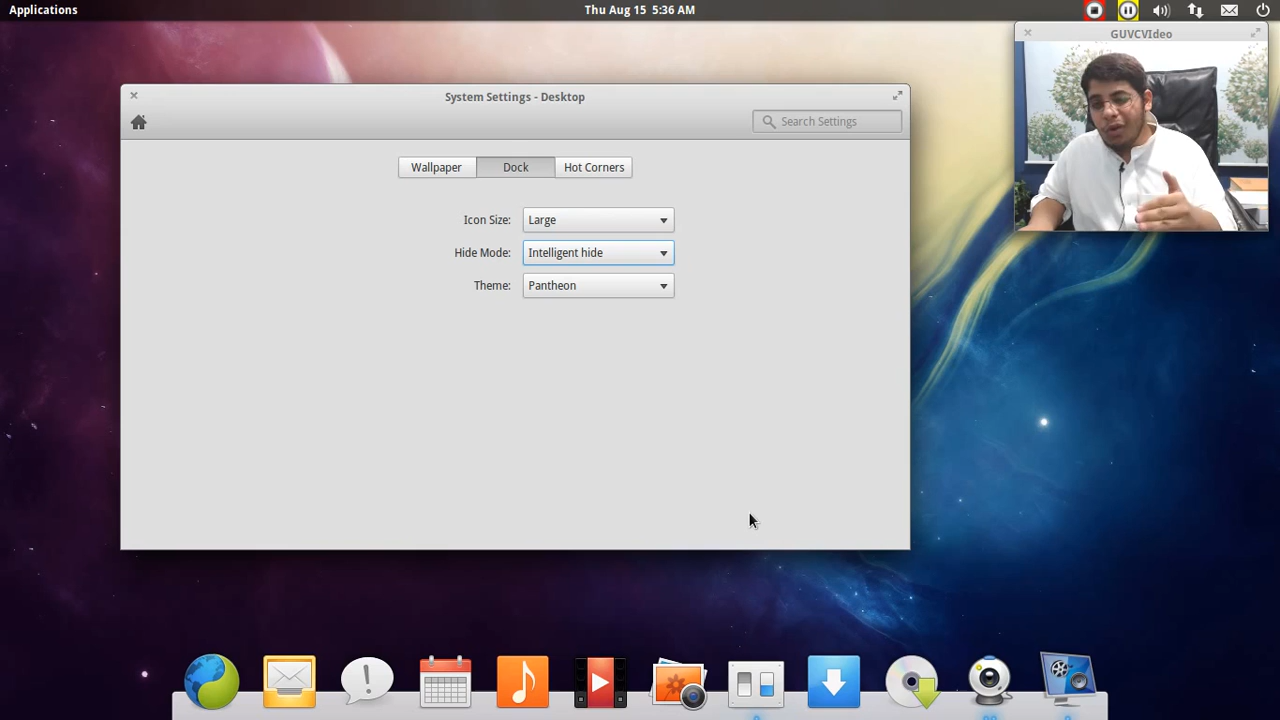 Applications
Thu Aug 15 5:36 AM
GUVCVIdeo
System Settings - Desktop
Search Settings
Wallpaper
Dock
Hot Corners
Icon Size: Large
Hide Mode: Intelligent hide
Theme: Pantheon